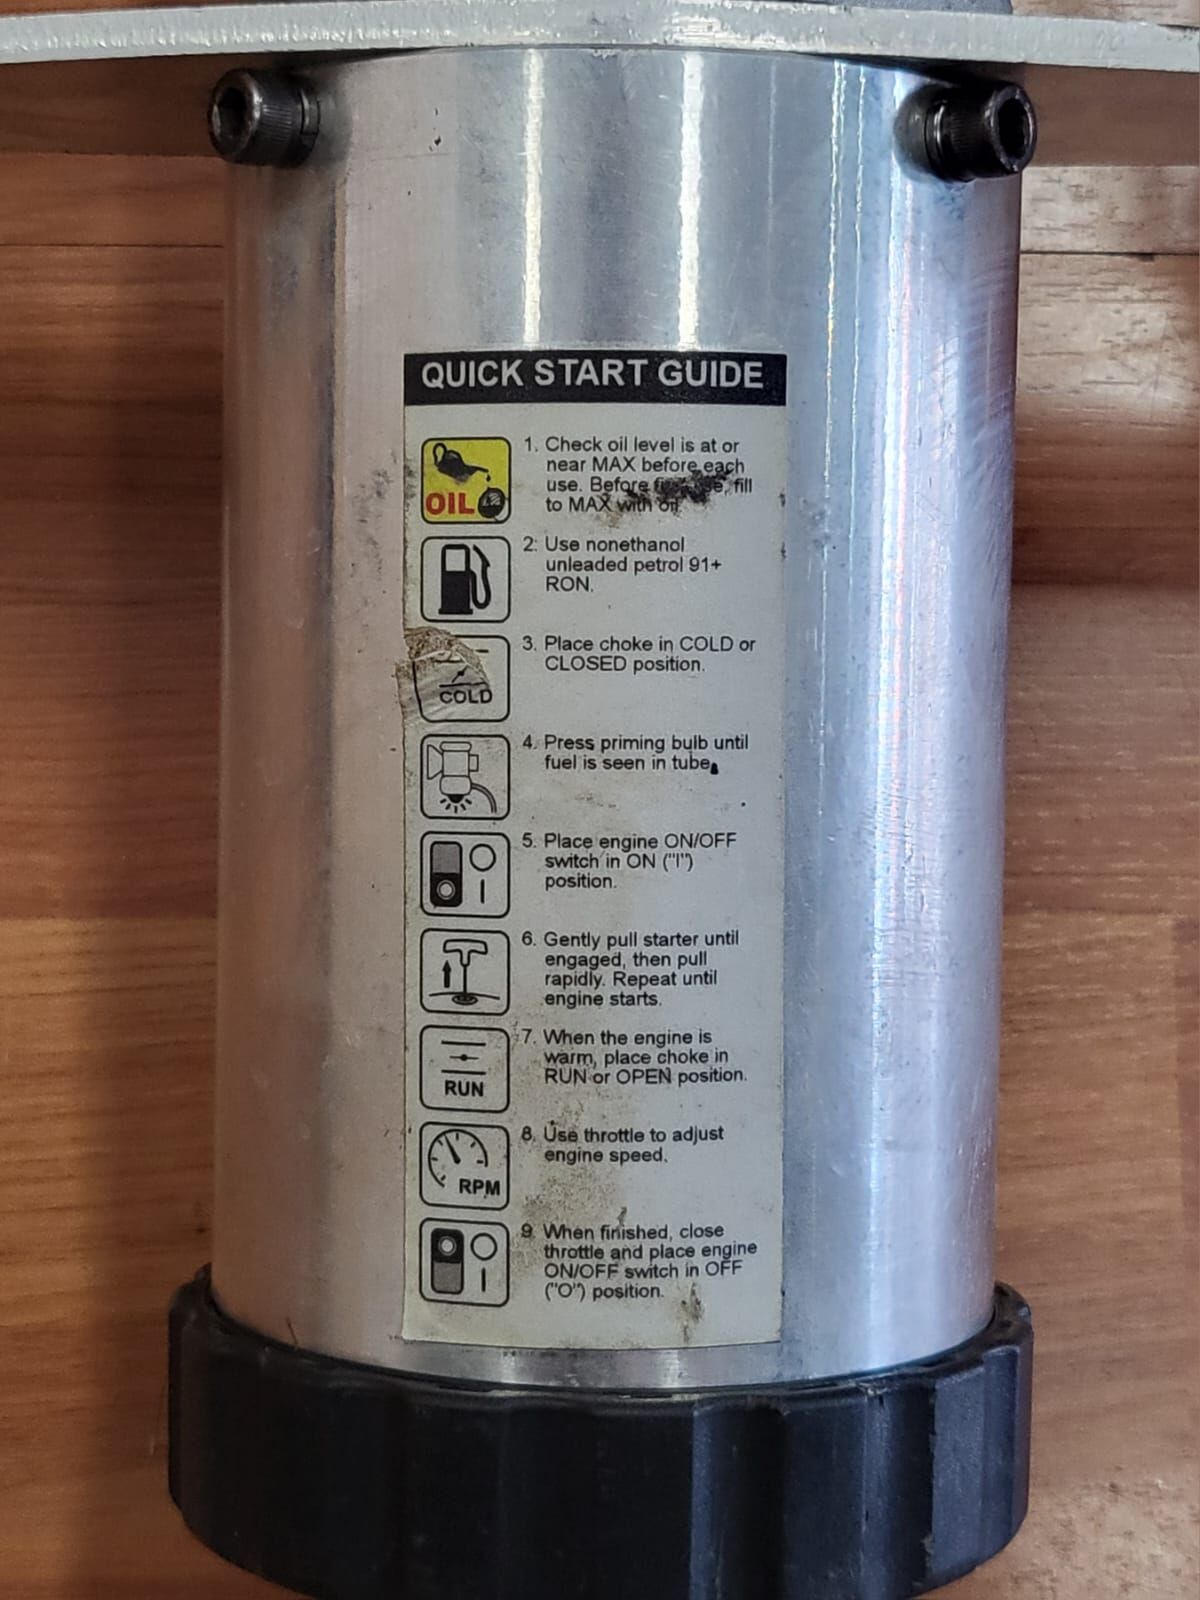 QUICK START GUIDE
OIL
1. Check oil level is at or
near MAX before each
use. Before first use, fill
to MAX with oil
2. Use nonethanol
unleaded petrol 91+
RON.
COLD
3. Place choke in COLD or
CLOSED position.
4. Press priming bulb until
fuel is seen in tube.
5. Place engine ON/OFF
switch in ON ("I")
position.
6. Gently pull starter until
engaged, then pull
rapidly. Repeat until
engine starts.
RUN
7. When the engine is
warm, place choke in
RUN or OPEN position.
RPM
8. Use throttle to adjust
engine speed.
9. When finished, close
throttle and place engine
ON/OFF switch in OFF
("O") position.